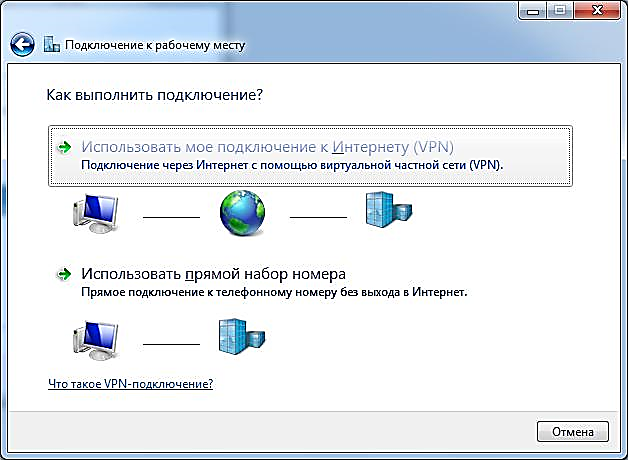 Подключение к рабочему месту
Как выполнить подключение?
Использовать мое подключение к Интернету (VPN)
Подключение через Интернет с помощью виртуальной частной сети (VPN).
Использовать прямой набор номера
Прямое подключение к телефонному номеру без выхода в Интернет.
Что такое VPN-подключение?
Отмена